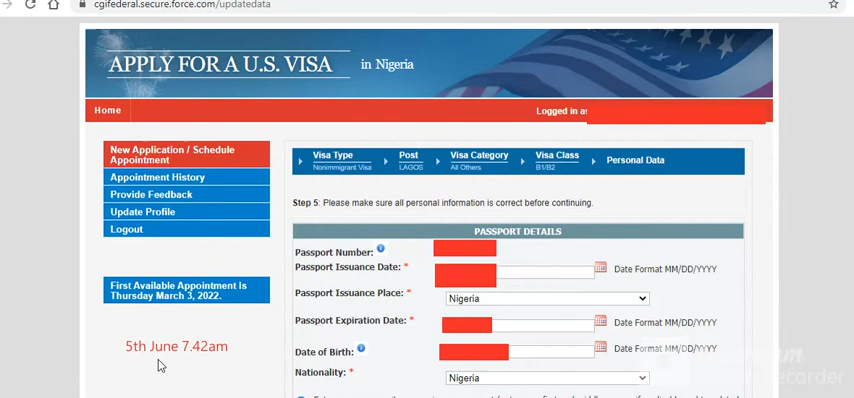 cgifederal.secure.force.com/updatedata
APPLY FOR A U.S. VISA in Nigeria
Home
Logged in as
New Application / Schedule
Appointment
Appointment History
Provide Feedback
Update Profile
Logout
First Available Appointment Is
Thursday March 3, 2022.
5th June 7.42am
Visa Type
Nonimmigrant Visa
Post
LAGOS
Visa Category
All Others
Visa Class
B1/B2
Personal Data
Step 5: Please make sure all personal information is correct before continuing.
PASSPORT DETAILS
Passport Number:
Passport Issuance Date: * Date Format MM/DD/YYYY
Passport Issuance Place: * Nigeria
Passport Expiration Date: * Date Format MM/DD/YYYY
Date of Birth: Date Format MM/DD/YYYY
Nationality: * Nigeria